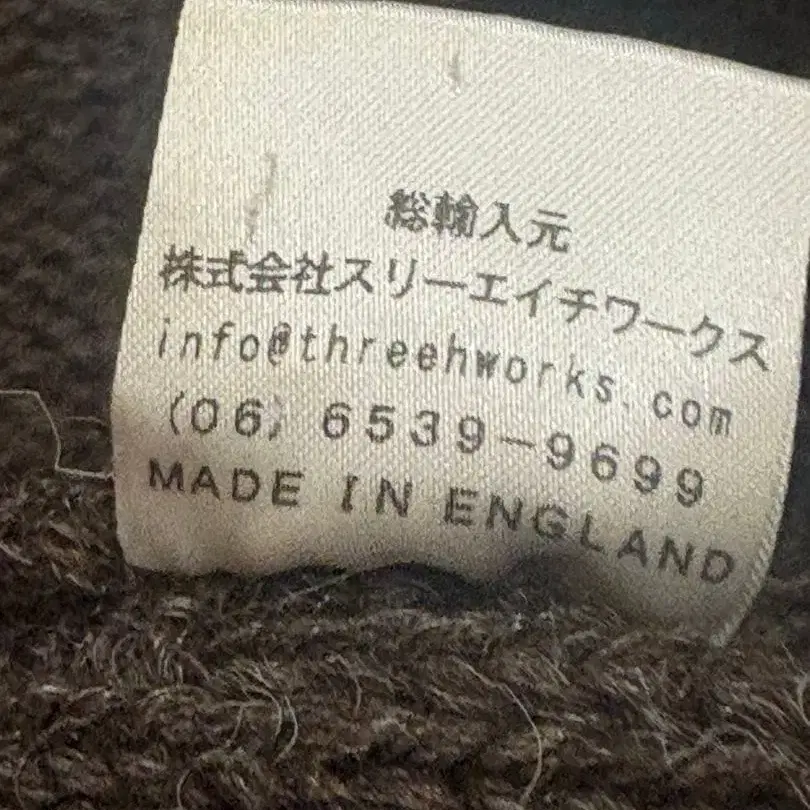 総輸入元
株式会社スリーエイチワークス
info@threehworks.com
(06) 6539-9699
MADE IN ENGLAND